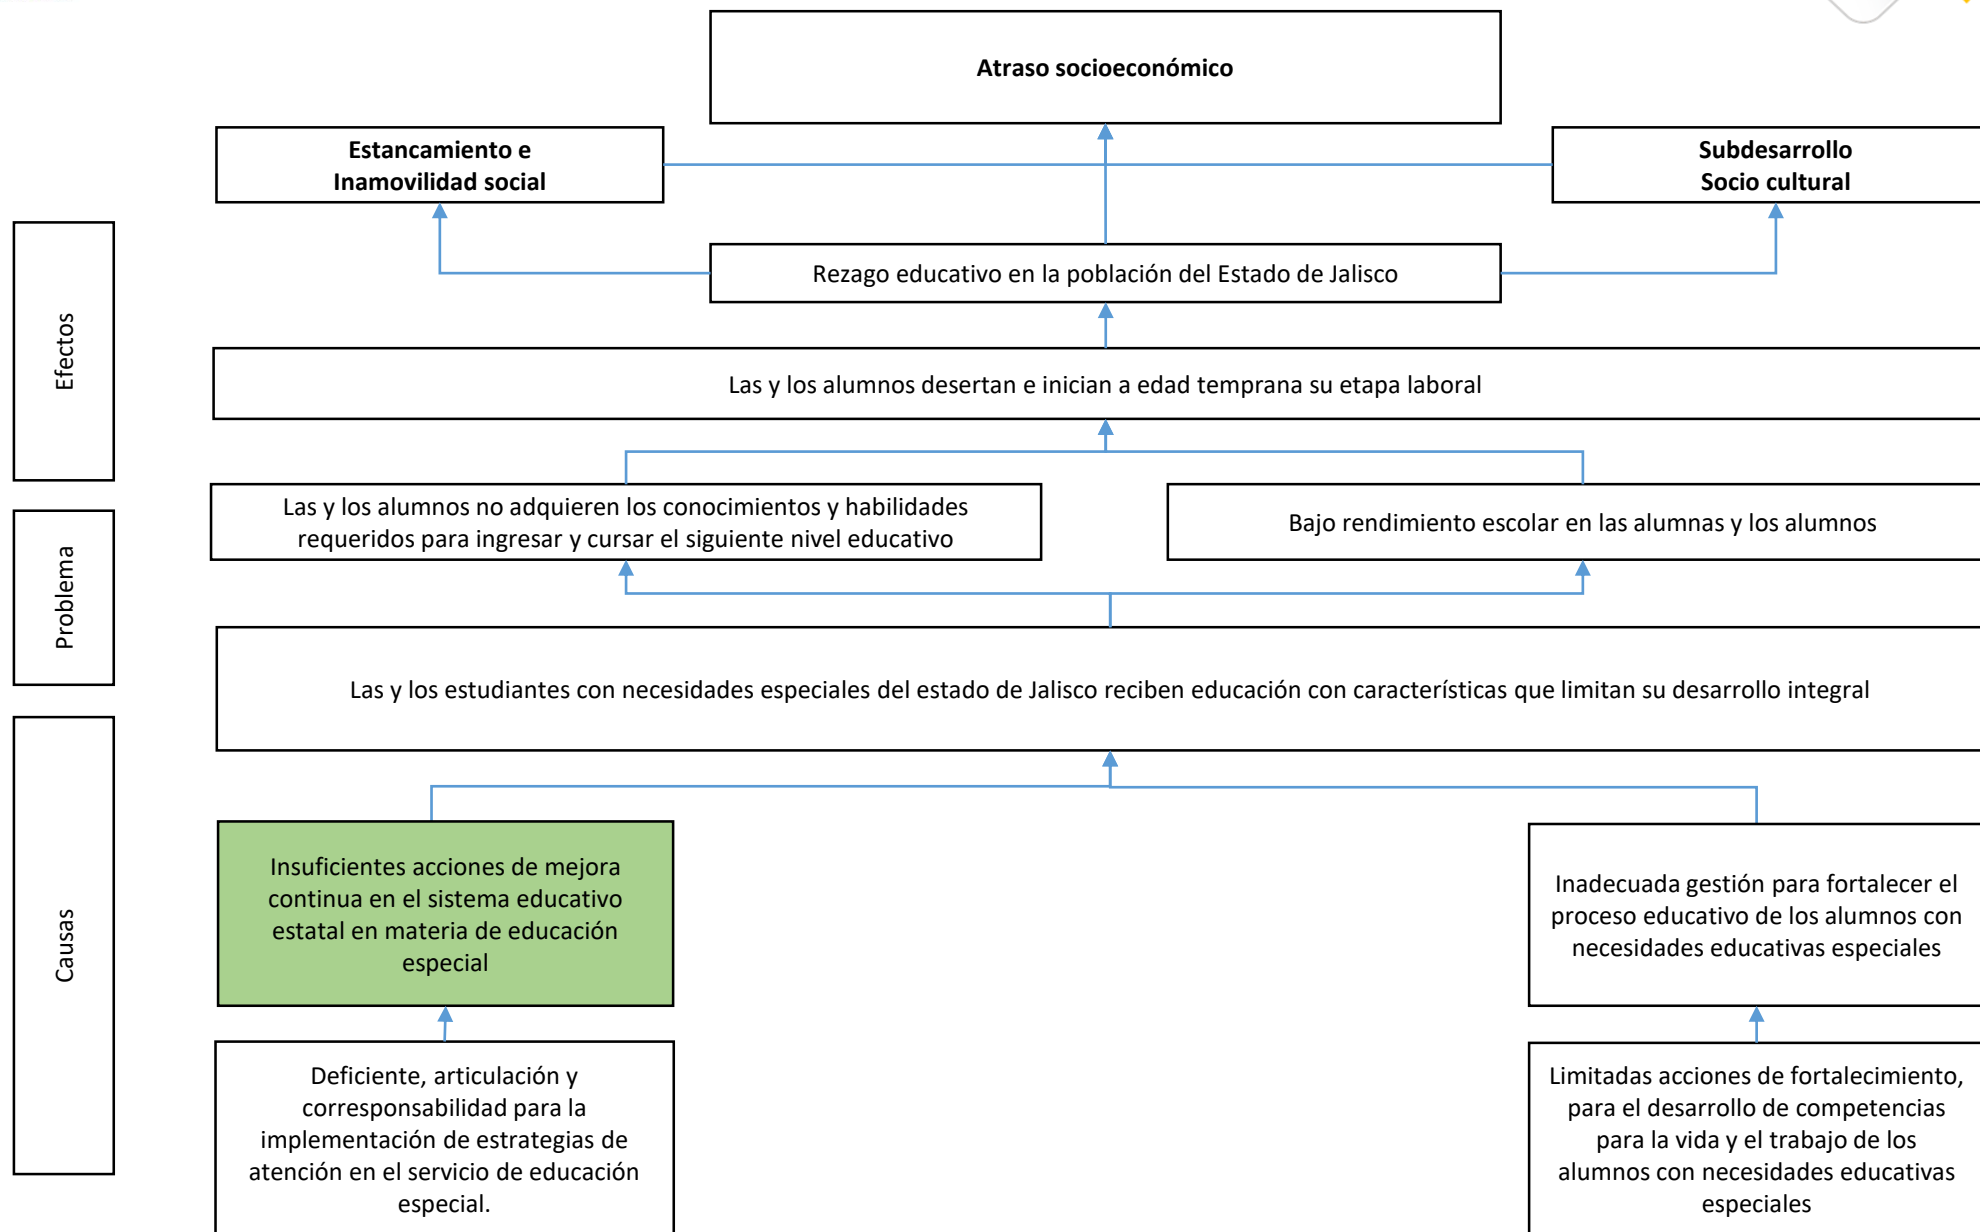 Atraso socioeconómico
Estancamiento e
Inamovilidad social
Subdesarrollo
Socio cultural
Rezago educativo en la población del Estado de Jalisco
Efectos
Las y los alumnos desertan e inician a edad temprana su etapa laboral
Las y los alumnos no adquieren los conocimientos y habilidades
requeridos para ingresar y cursar el siguiente nivel educativo
Bajo rendimiento escolar en las alumnas y los alumnos
Problema
Las y los estudiantes con necesidades especiales del estado de Jalisco reciben educación con características que limitan su desarrollo integral
Causas
Insuficientes acciones de mejora
continua en el sistema educativo
estatal en materia de educación
especial
Inadecuada gestión para fortalecer el
proceso educativo de los alumnos con
necesidades educativas especiales
Deficiente, articulación y
corresponsabilidad para la
implementación de estrategias de
atención en el servicio de educación
especial.
Limitadas acciones de fortalecimiento,
para el desarrollo de competencias
para la vida y el trabajo de los
alumnos con necesidades educativas
especiales